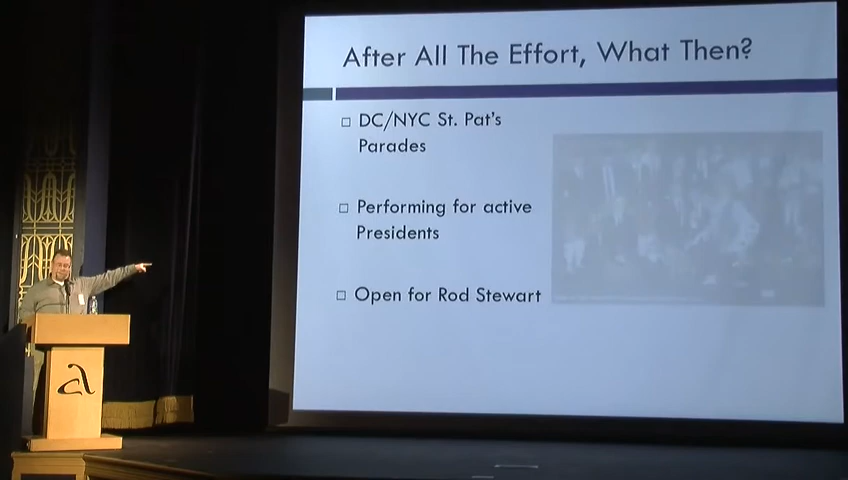 After All The Effort, What Then?
DC/NYC St. Pat's
Parades
Performing for active
Presidents
Open for Rod Stewart
a